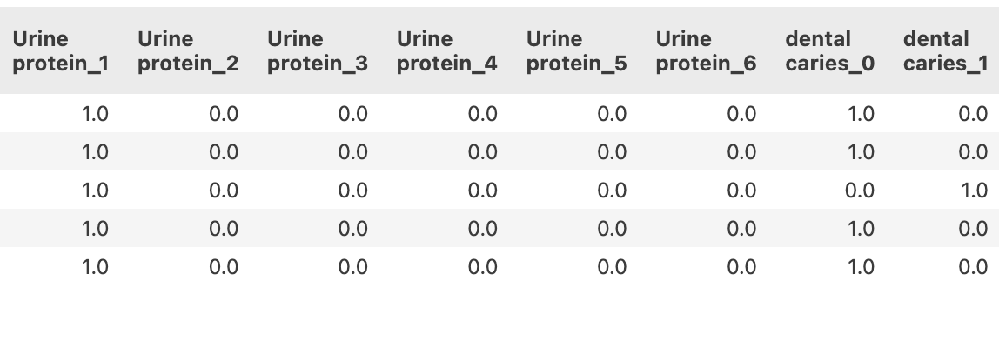 Urine Urine Urine Urine Urine Urine dental dental
protein_1 protein_2 protein_3 protein_4 protein_5 protein_6 caries_0 caries_1
1.0 0.0 0.0 0.0 0.0 0.0 1.0 0.0
1.0 0.0 0.0 0.0 0.0 0.0 1.0 0.0
1.0 0.0 0.0 0.0 0.0 0.0 0.0 1.0
1.0 0.0 0.0 0.0 0.0 0.0 1.0 0.0
1.0 0.0 0.0 0.0 0.0 0.0 1.0 0.0